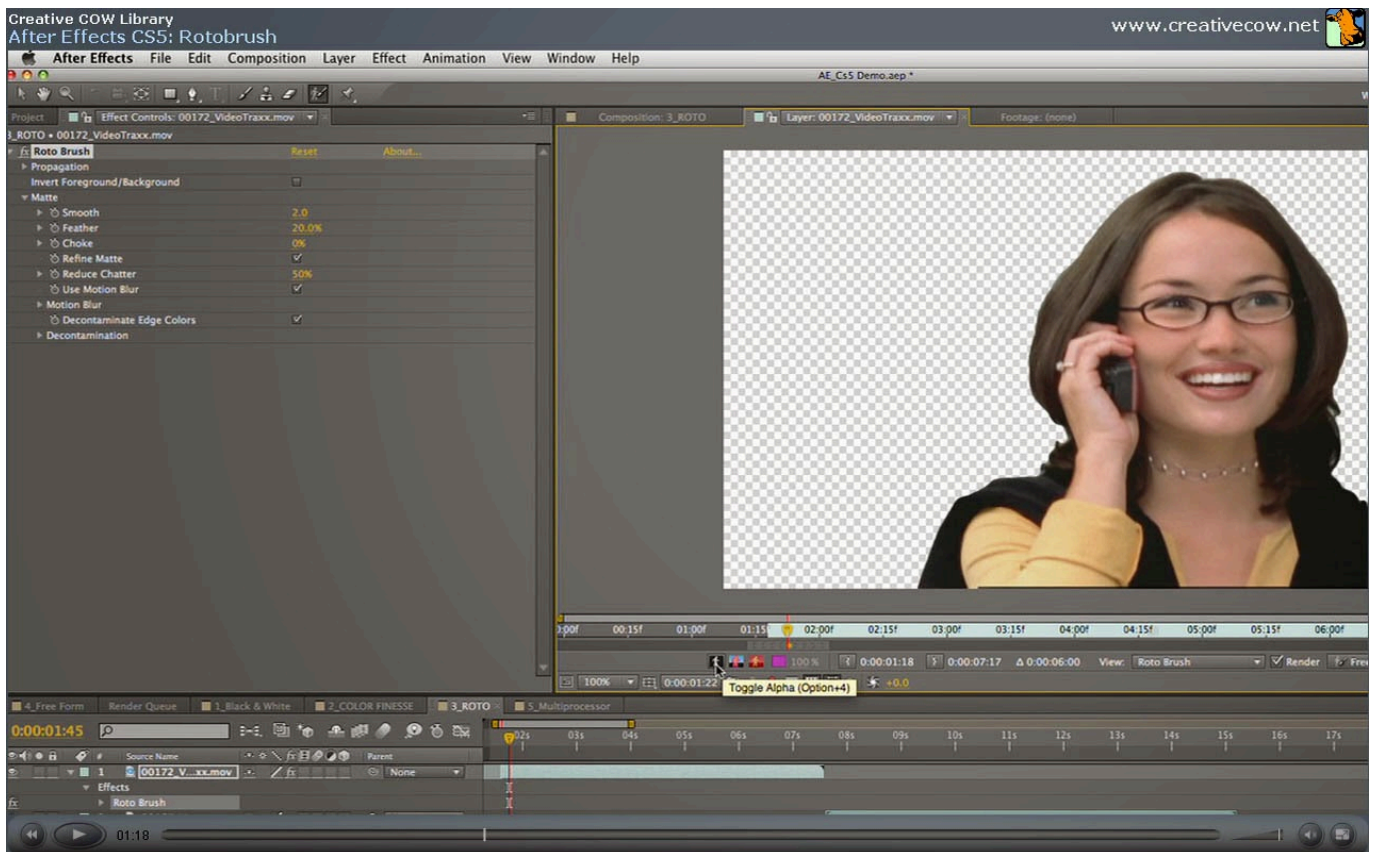 Creative COW Library
After Effects CS5: Rotobrush
www.creativecow.net
After Effects File Edit Composition Layer Effect Animation View Window Help
AE_Cs5 Demo.aep *
Project Effect Controls: 00172_VideoTraxx.mov
Composition: 3_ROTO Layer: 00172_VideoTraxx.mov Footage: (none)
3_ROTO • 00172_VideoTraxx.mov
fx Roto Brush Reset About...
Propagation
Invert Foreground/Background
Matte
Smooth 2.0
Feather 20.0%
Choke 0%
Refine Matte
Reduce Chatter 50%
Use Motion Blur
Motion Blur
Decontaminate Edge Colors
Decontamination
00:15f 01:00f 01:15f 02:00f 02:15f 03:00f 03:15f 04:00f 04:15f 05:00f 05:15f 06:00f
100 % 0:00:01:18 0:00:07:17 Δ 0:00:06:00 View: Roto Brush Render
100% 0:00:01:22 +0.0
Toggle Alpha (Option+4)
4_Free Form Render Queue 1_Black & White 2_COLOR FINESSE 3_ROTO 5_Multiprocessor
0:00:01:45
02s 03s 04s 05s 06s 07s 08s 09s 10s 11s 12s 13s 14s 15s 16s 17s
# Source Name Parent
1 00172_V...xx.mov None
Effects
fx Roto Brush
01:18